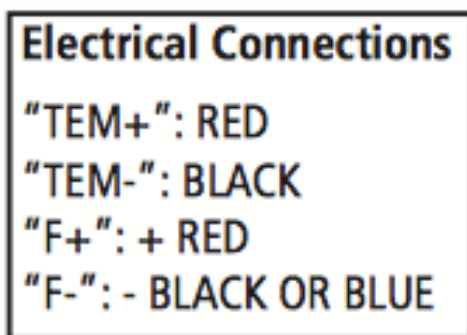 Electrical Connections
"TEM+": RED
"TEM-": BLACK
"F+": + RED
"F-": - BLACK OR BLUE